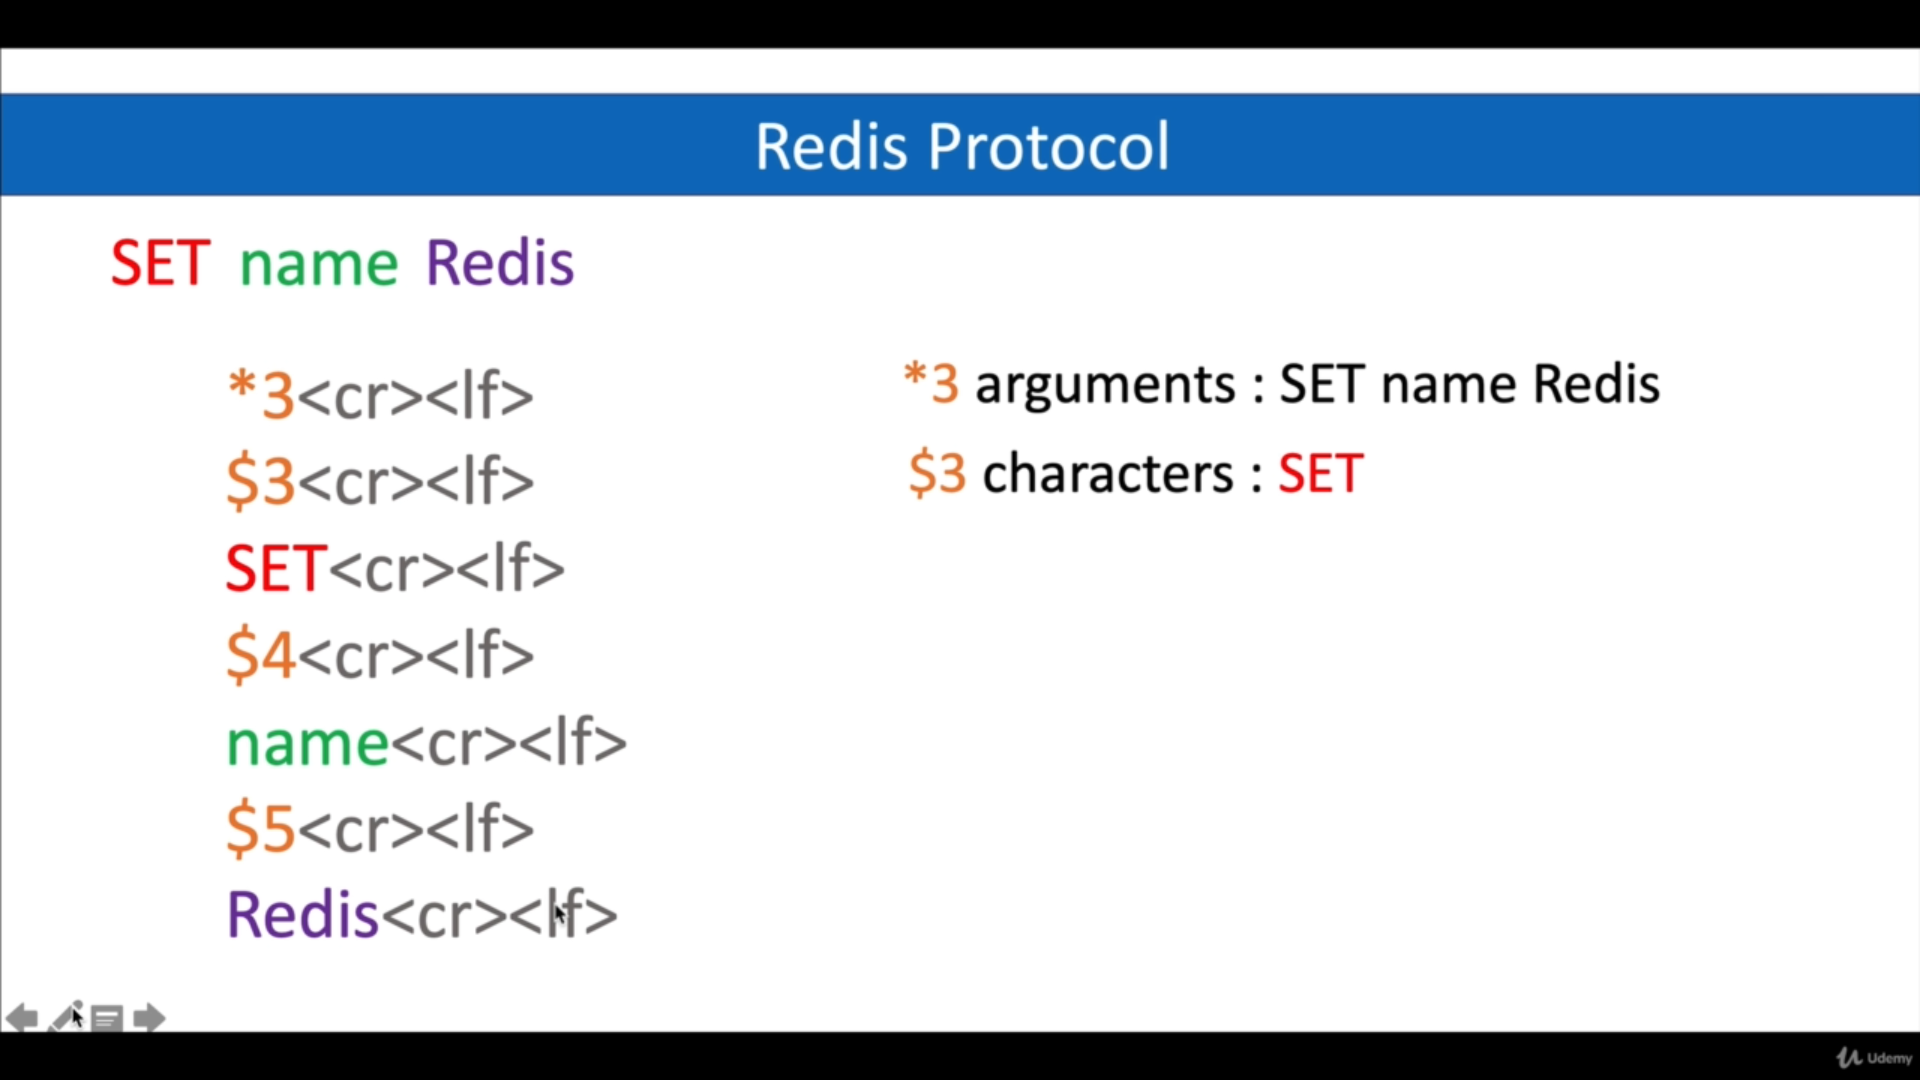 Redis Protocol
SET name Redis
*3<cr><lf>
$3<cr><lf>
SET<cr><lf>
$4<cr><lf>
name<cr><lf>
$5<cr><lf>
Redis<cr><lf>
*3 arguments : SET name Redis
$3 characters : SET
Udemy